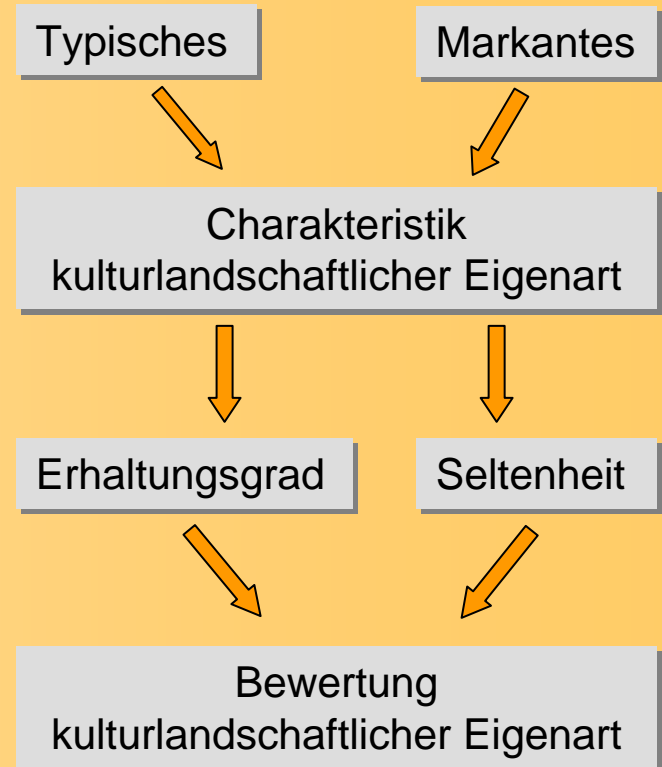 Typisches
Markantes
Charakteristik
kulturlandschaftlicher Eigenart
Erhaltungsgrad
Seltenheit
Bewertung
kulturlandschaftlicher Eigenart